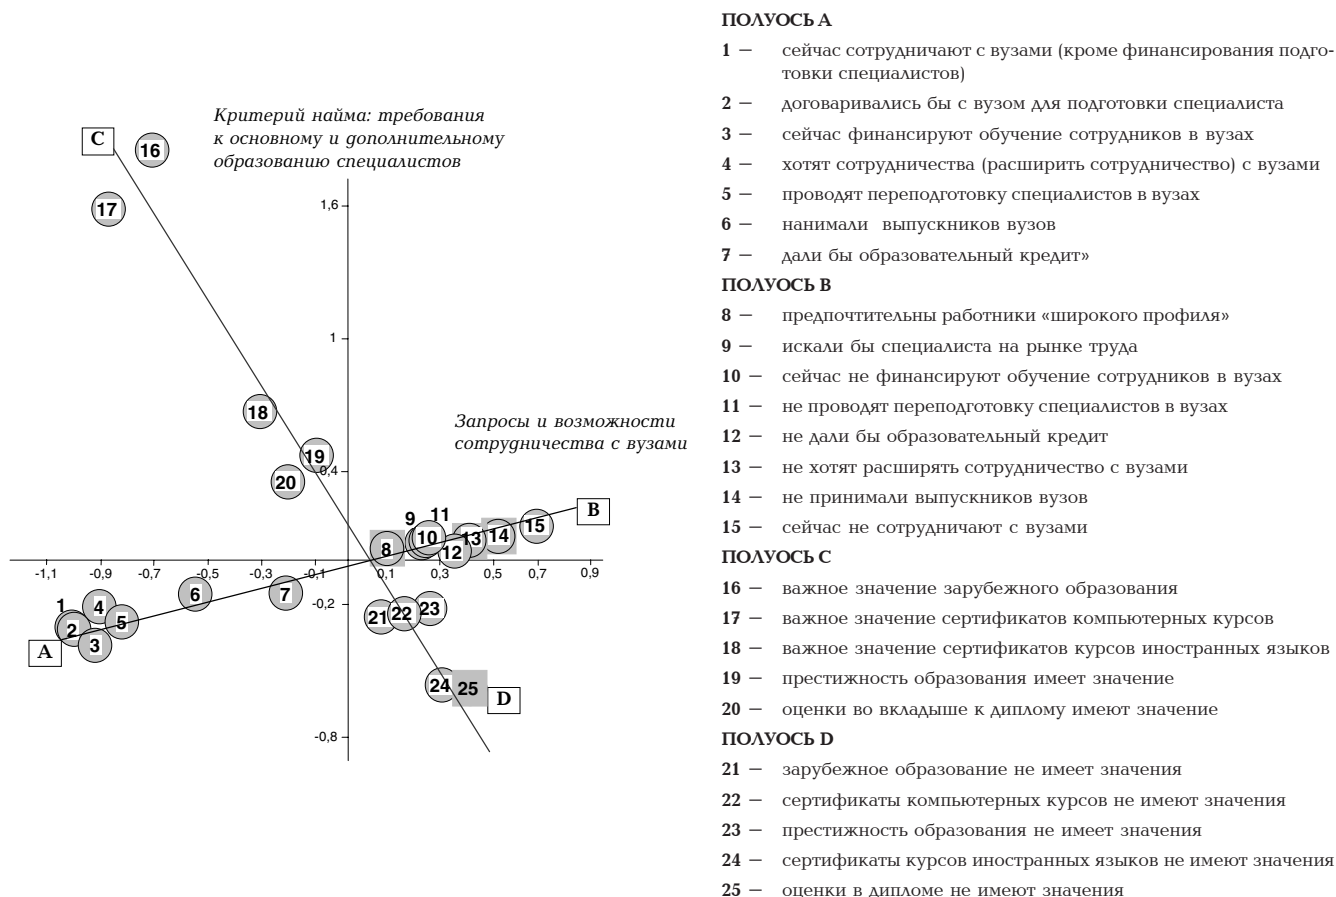 Критерий найма: требования
к основному и дополнительному
образованию специалистов
C
16
17
1,6
1
18
19
0,4
20
Запросы и возможности
сотрудничества с вузами
B
9
11
8
10
12
13
14
15
-1,1
-0,9
-0,7
-0,5
-0,3
-0,1
0,1
0,3
0,5
0,7
0,9
1
2
3
4
5
6
7
A
-0,2
21
22
23
24
25
D
-0,8
ПОЛУОСЬ A
1 — сейчас сотрудничают с вузами (кроме финансирования подго-
товки специалистов)
2 — договаривались бы с вузом для подготовки специалиста
3 — сейчас финансируют обучение сотрудников в вузах
4 — хотят сотрудничества (расширить сотрудничество) с вузами
5 — проводят переподготовку специалистов в вузах
6 — нанимали выпускников вузов
7 — дали бы образовательный кредит»
ПОЛУОСЬ B
8 — предпочтительны работники «широкого профиля»
9 — искали бы специалиста на рынке труда
10 — сейчас не финансируют обучение сотрудников в вузах
11 — не проводят переподготовку специалистов в вузах
12 — не дали бы образовательный кредит
13 — не хотят расширять сотрудничество с вузами
14 — не принимали выпускников вузов
15 — сейчас не сотрудничают с вузами
ПОЛУОСЬ C
16 — важное значение зарубежного образования
17 — важное значение сертификатов компьютерных курсов
18 — важное значение сертификатов курсов иностранных языков
19 — престижность образования имеет значение
20 — оценки во вкладыше к диплому имеют значение
ПОЛУОСЬ D
21 — зарубежное образование не имеет значения
22 — сертификаты компьютерных курсов не имеют значения
23 — престижность образования не имеет значения
24 — сертификаты курсов иностранных языков не имеют значения
25 — оценки в дипломе не имеют значения